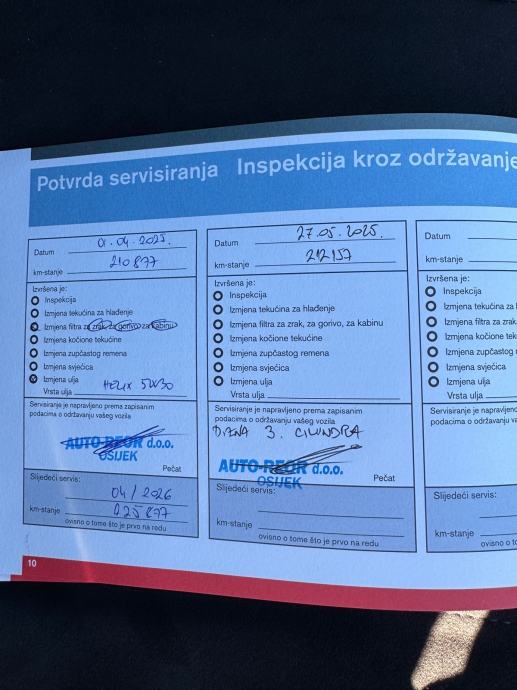 Potvrda servisiranja Inspekcija kroz održavanje
Datum 01.04.2025.
km-stanje 210 877
Izvršena je:
Inspekcija
Izmjena tekućina za hlađenje
Izmjena filtra za zrak, za gorivo, za kabinu
Izmjena kočione tekućine
Izmjena zupčastog remena
Izmjena svjećica
Izmjena ulja
Vrsta ulja HELIX 5W30
Servisiranje je napravljeno prema zapisanim
podacima o održavanju vašeg vozila
AUTO-REOR d.o.o.
OSIJEK
Pečat
Slijedeći servis:
04/2026
km-stanje 225 877
ovisno o tome što je prvo na redu
Datum 27.05.2025.
km-stanje 212157
Izvršena je:
Inspekcija
Izmjena tekućina za hlađenje
Izmjena filtra za zrak, za gorivo, za kabinu
Izmjena kočione tekućine
Izmjena zupčastog remena
Izmjena svjećica
Izmjena ulja
Vrsta ulja
Servisiranje je napravljeno prema zapisanim
podacima o održavanju vašeg vozila
DIZNA 3. CILINDRA
AUTO-REOR d.o.o.
OSIJEK
Pečat
Slijedeći servis:
km-stanje
ovisno o tome što je prvo na redu
Datum
km-stanje
Izvršena je:
Inspekcija
Izmjena tekućina za h
Izmjena filtra za zrak
Izmjena kočione tek
Izmjena zupčastog
Izmjena svjećica
Izmjena ulja
Vrsta ulja
Servisiranje je napravljeno
podacima o održavanju va
Slijedeći servis:
km-stanje
ovisno o to
10